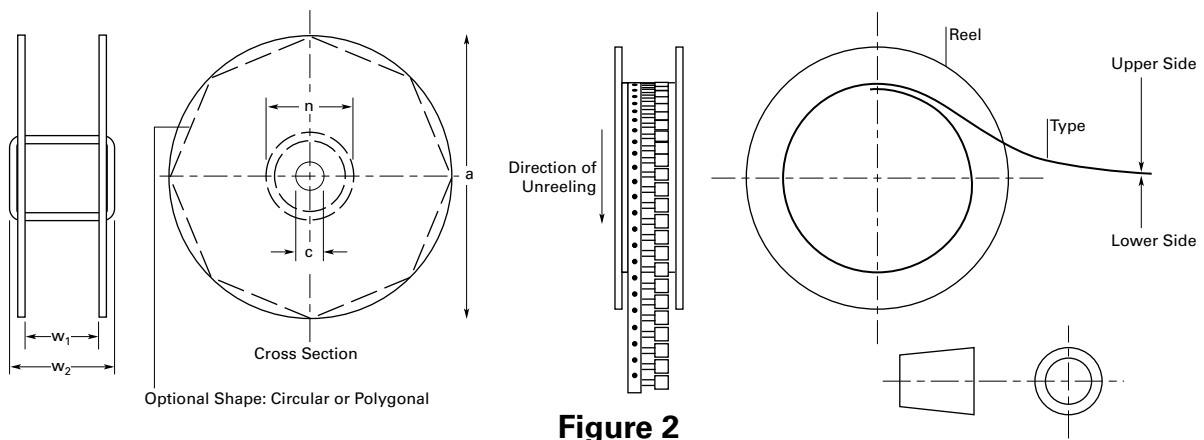 w1
w2
n
a
c
Cross Section
Optional Shape: Circular or Polygonal
Direction of
Unreeling
Reel
Type
Upper Side
Lower Side
Figure 2